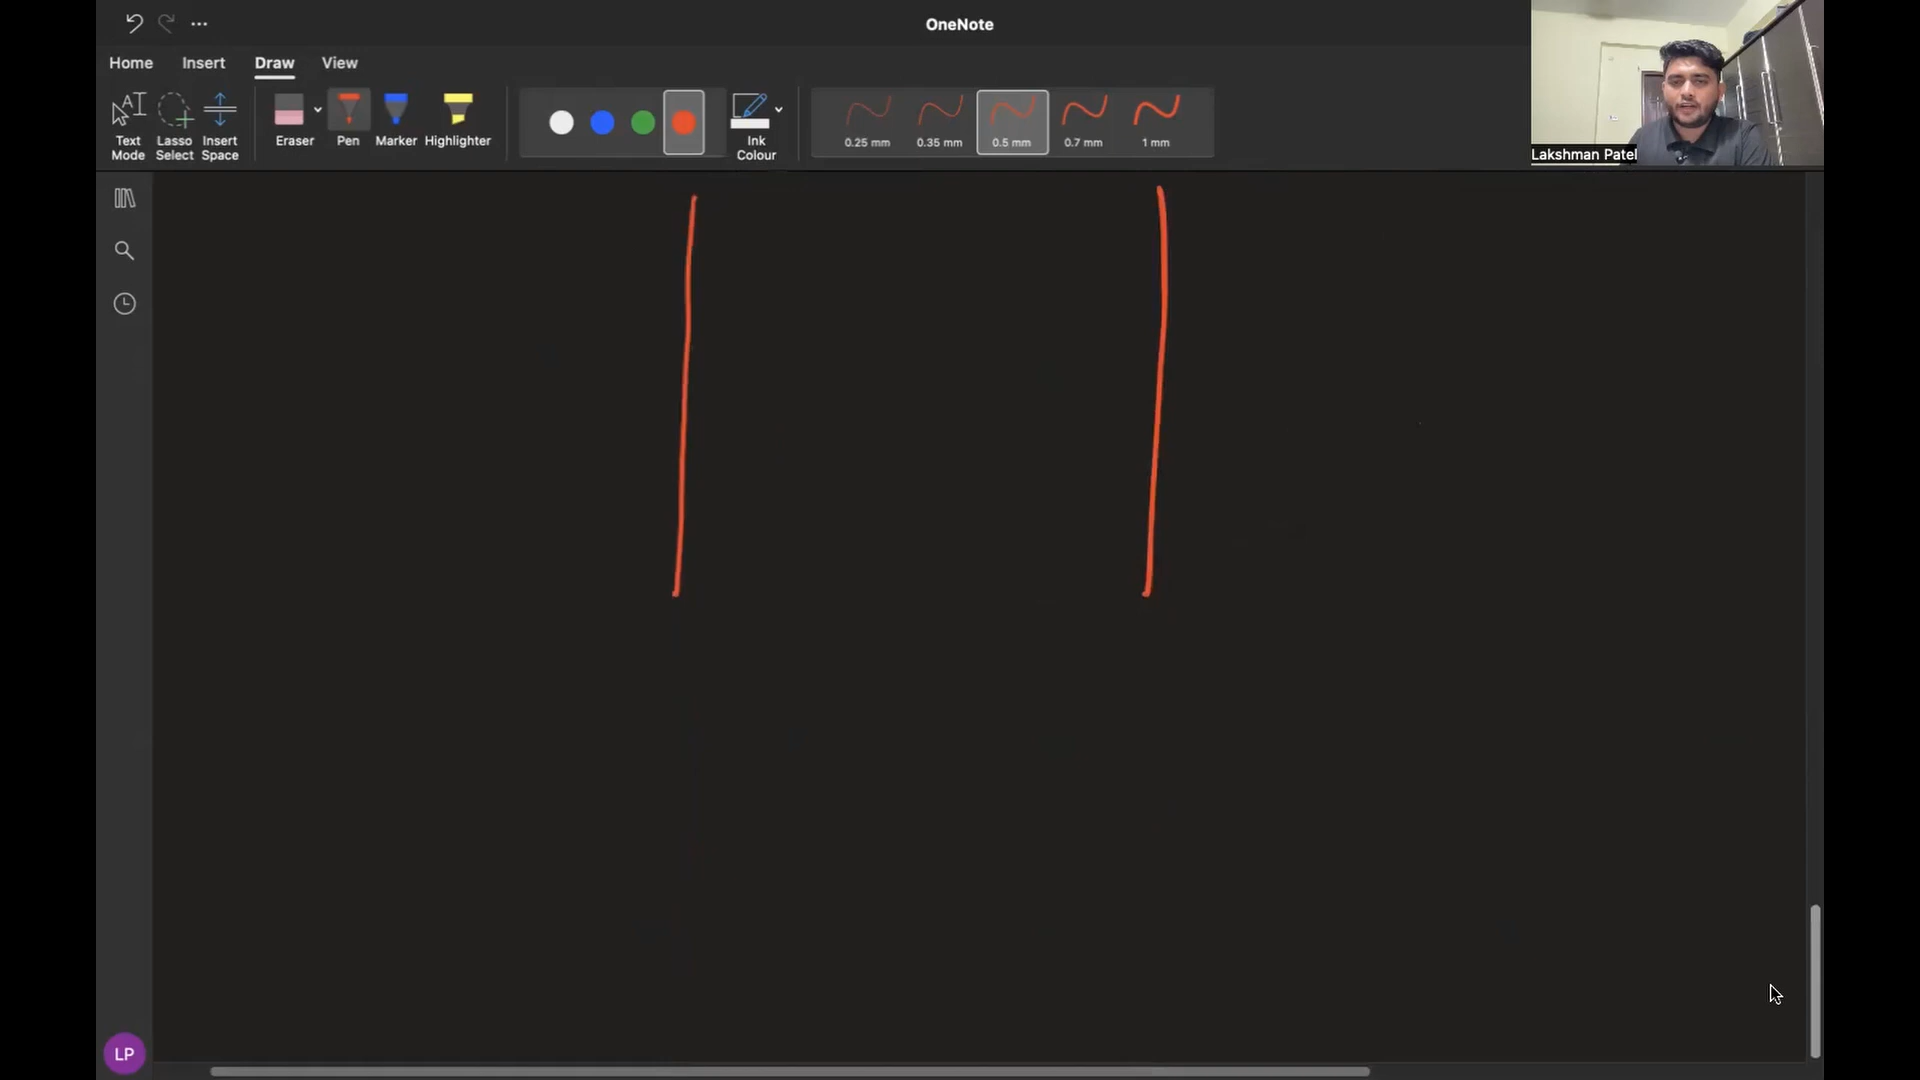 OneNote
Home Insert Draw View
Text Mode
Lasso Select
Insert Space
Eraser
Pen
Marker
Highlighter
Ink Colour
0.25 mm
0.35 mm
0.5 mm
0.7 mm
1 mm
Lakshman Patel
LP